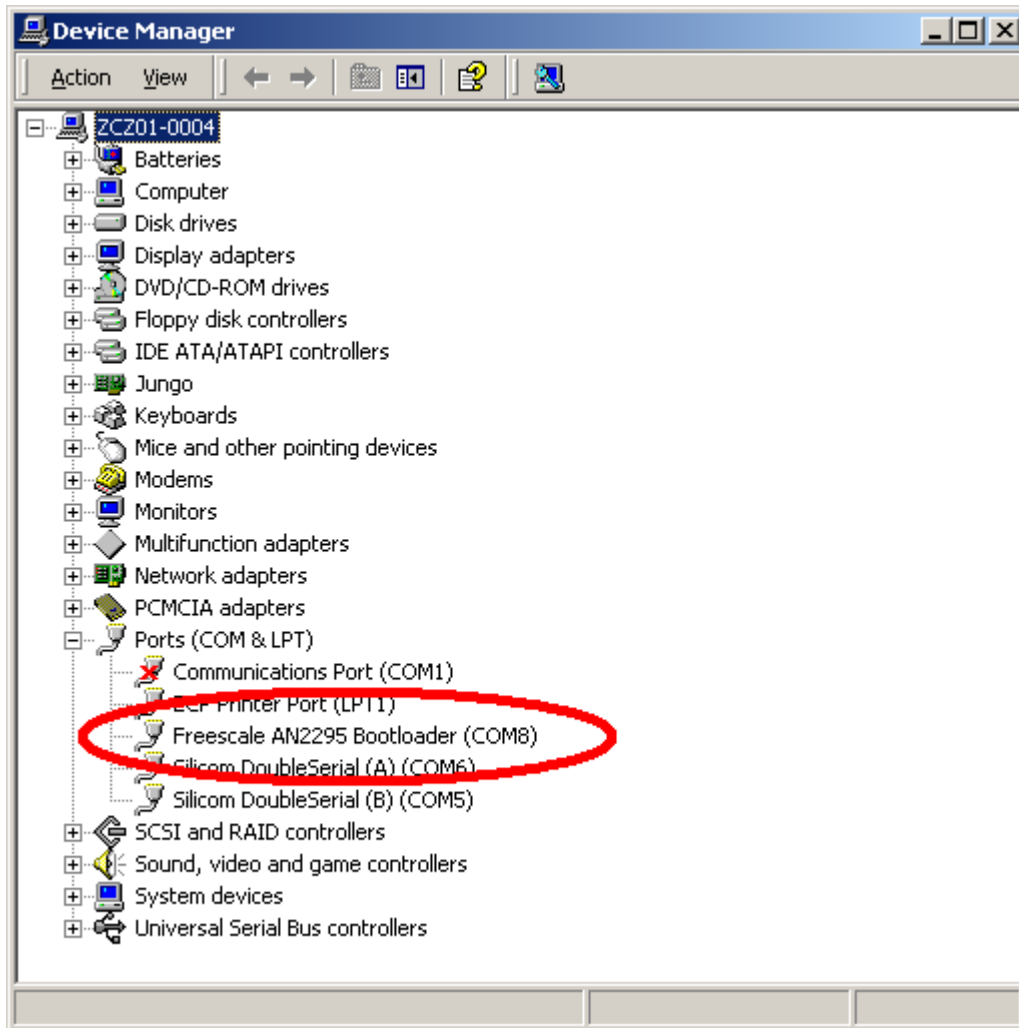 Device Manager
Action View
ZCZ01-0004
Batteries
Computer
Disk drives
Display adapters
DVD/CD-ROM drives
Floppy disk controllers
IDE ATA/ATAPI controllers
Jungo
Keyboards
Mice and other pointing devices
Modems
Monitors
Multifunction adapters
Network adapters
PCMCIA adapters
Ports (COM & LPT)
Communications Port (COM1)
ECP Printer Port (LPT1)
Freescale AN2295 Bootloader (COM8)
Silicom DoubleSerial (A) (COM6)
Silicom DoubleSerial (B) (COM5)
SCSI and RAID controllers
Sound, video and game controllers
System devices
Universal Serial Bus controllers